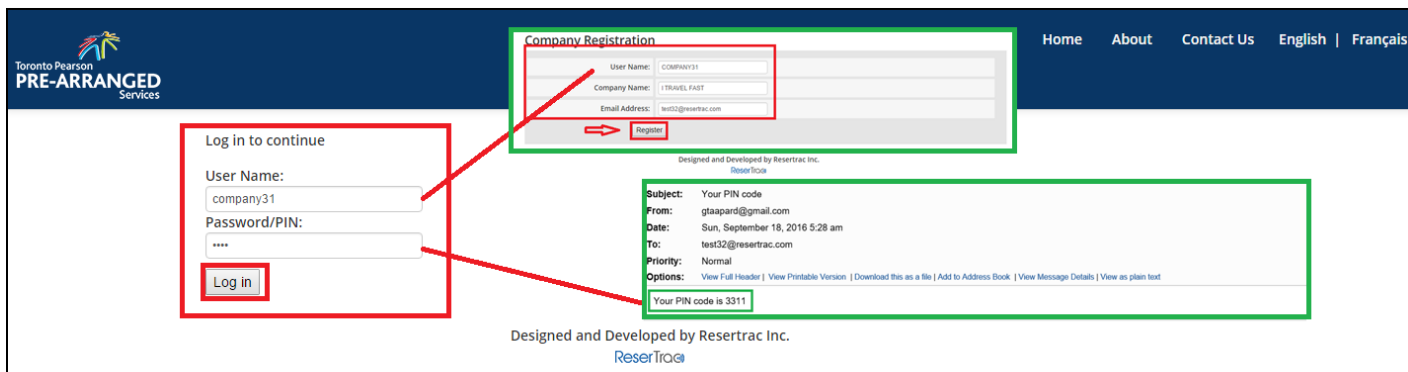 Toronto Pearson
PRE-ARRANGED
Services
Home About Contact Us English | Français
Company Registration
User Name: COMPANY31
Company Name: I TRAVEL FAST
Email Address: test32@resertrac.com
Register
Designed and Developed by Resertrac Inc.
ReserTrac
Log in to continue
User Name:
company31
Password/PIN:
••••
Log in
Subject: Your PIN code
From: gtaapard@gmail.com
Date: Sun, September 18, 2016 5:28 am
To: test32@resertrac.com
Priority: Normal
Options: View Full Header | View Printable Version | Download this as a file | Add to Address Book | View Message Details | View as plain text
Your PIN code is 3311
Designed and Developed by Resertrac Inc.
ReserTrac